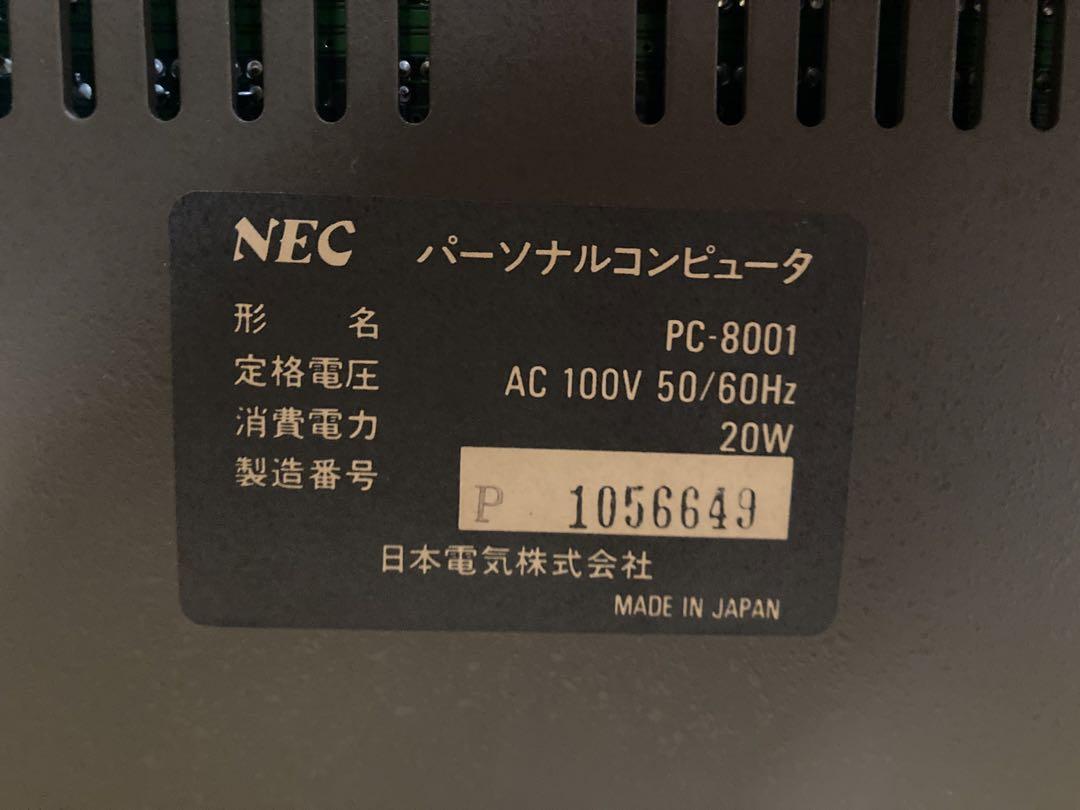 NEC パーソナルコンピュータ
形名 PC-8001
定格電圧 AC 100V 50/60Hz
消費電力 20W
製造番号 P 1056649
日本電気株式会社
MADE IN JAPAN